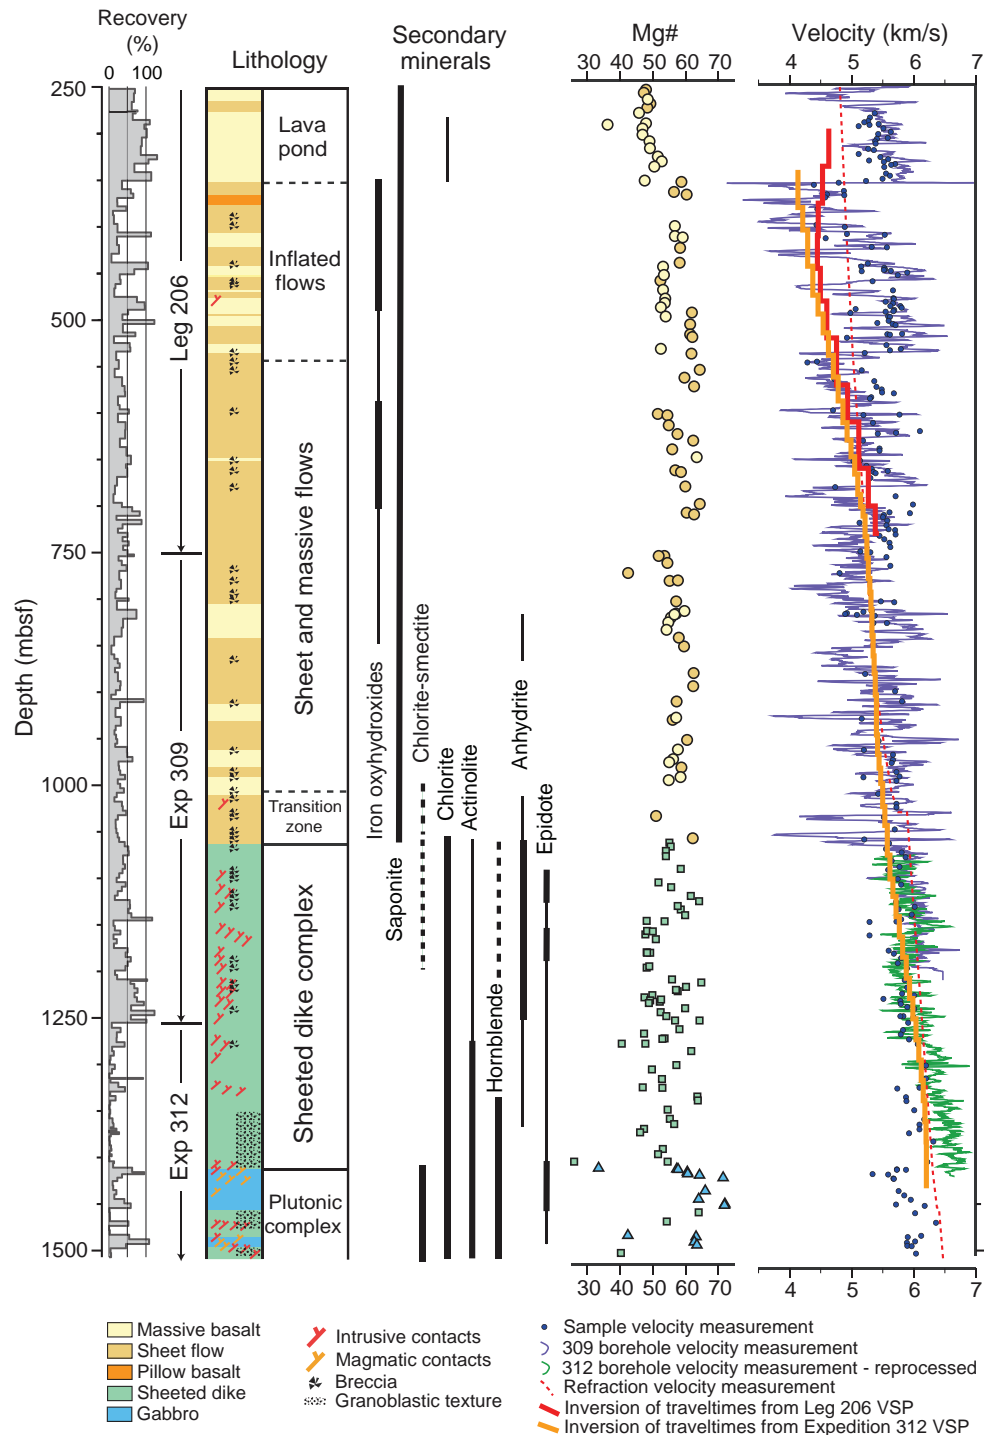 Recovery
(%)
0 100
Lithology
Secondary
minerals
Mg#
30 40 50 60 70
Velocity (km/s)
4 5 6 7
Depth (mbsf)
250
500
750
1000
1250
1500
Leg 206
Exp 309
Exp 312
Lava
pond
Inflated
flows
Sheet and massive flows
Transition
zone
Sheeted dike complex
Plutonic
complex
Iron oxyhydroxides
Saponite
Chlorite-smectite
Chlorite
Actinolite
Hornblende
Anhydrite
Epidote
30 40 50 60 70
4 5 6 7
Massive basalt
Sheet flow
Pillow basalt
Sheeted dike
Gabbro
Intrusive contacts
Magmatic contacts
Breccia
Granoblastic texture
Sample velocity measurement
309 borehole velocity measurement
312 borehole velocity measurement - reprocessed
Refraction velocity measurement
Inversion of traveltimes from Leg 206 VSP
Inversion of traveltimes from Expedition 312 VSP